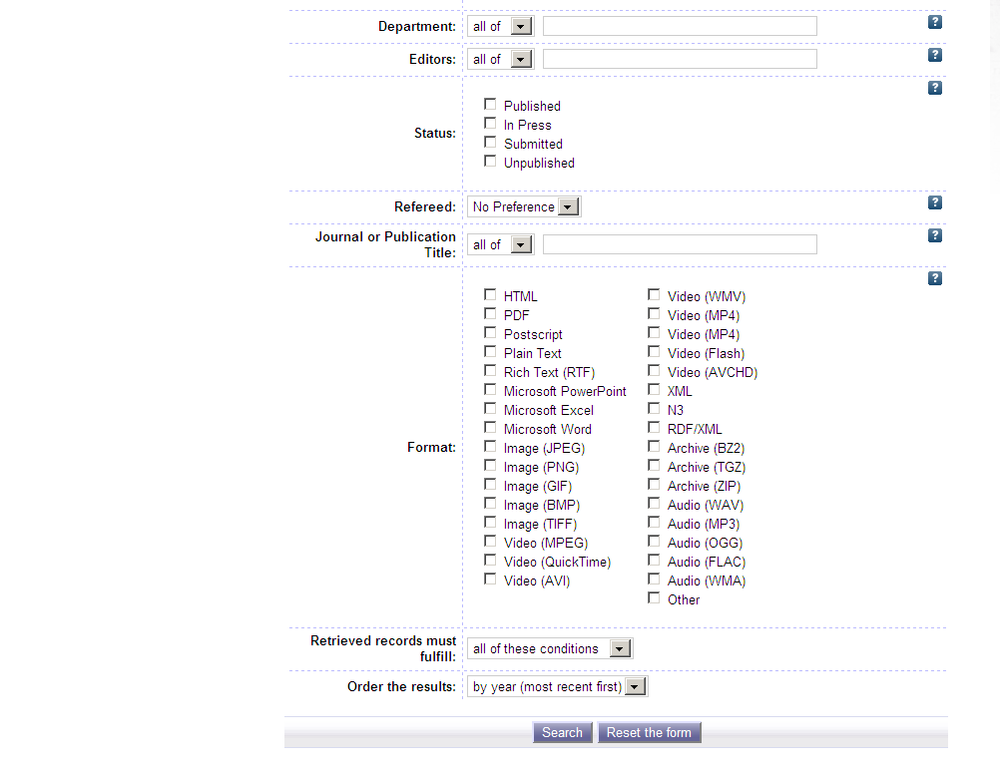 Department: all of ?
Editors: all of ?
?
Published
In Press
Status:
Submitted
Unpublished
Refereed: No Preference ?
Journal or Publication
Title: all of ?
?
HTML
PDF
Postscript
Plain Text
Rich Text (RTF)
Microsoft PowerPoint
Microsoft Excel
Microsoft Word
Format:
Image (JPEG)
Image (PNG)
Image (GIF)
Image (BMP)
Image (TIFF)
Video (MPEG)
Video (QuickTime)
Video (AVI)
Video (WMV)
Video (MP4)
Video (MP4)
Video (Flash)
Video (AVCHD)
XML
N3
RDF/XML
Archive (BZ2)
Archive (TGZ)
Archive (ZIP)
Audio (WAV)
Audio (MP3)
Audio (OGG)
Audio (FLAC)
Audio (WMA)
Other
Retrieved records must
fulfill: all of these conditions
Order the results: by year (most recent first)
Search Reset the form